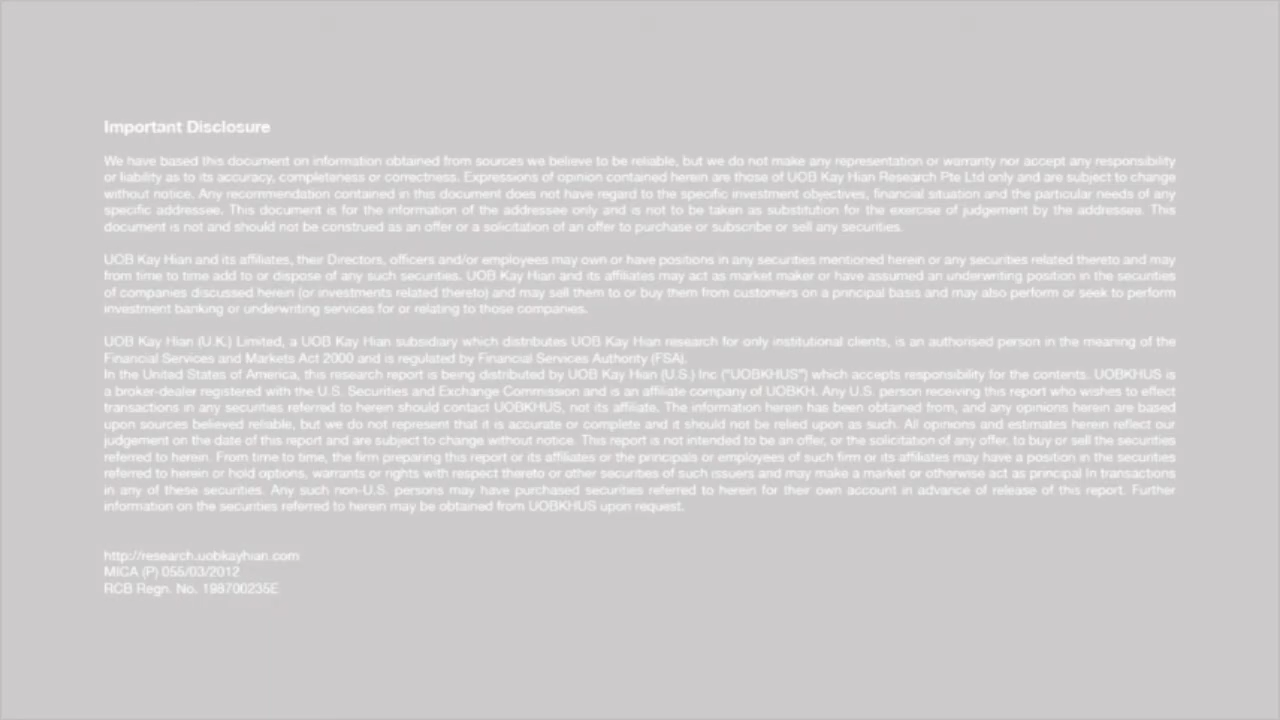 Important Disclosure
We have based this document on information obtained from sources we believe to be reliable, but we do not make any representation or warranty nor accept any responsibility
or liability as to its accuracy, completeness or correctness. Expressions of opinion contained herein are those of UOB Kay Hian Research Pte Ltd only and are subject to change
without notice. Any recommendation contained in this document does not have regard to the specific investment objectives, financial situation and the particular needs of any
specific addressee. This document is for the information of the addressee only and is not to be taken as substitution for the exercise of judgement by the addressee. This
document is not and should not be construed as an offer or a solicitation of an offer to purchase or subscribe or sell any securities.
UOB Kay Hian and its affiliates, their Directors, officers and/or employees may own or have positions in any securities mentioned herein or any securities related thereto and may
from time to time add to or dispose of any such securities. UOB Kay Hian and its affiliates may act as market maker or have assumed an underwriting position in the securities
of companies discussed herein (or investments related thereto) and may sell them to or buy them from customers on a principal basis and may also perform or seek to perform
investment banking or underwriting services for or relating to those companies.
UOB Kay Hian (U.K.) Limited, a UOB Kay Hian subsidiary which distributes UOB Kay Hian research for only institutional clients, is an authorised person in the meaning of the
Financial Services and Markets Act 2000 and is regulated by Financial Services Authority (FSA).
In the United States of America, this research report is being distributed by UOB Kay Hian (U.S.) Inc ("UOBKHUS") which accepts responsibility for the contents. UOBKHUS is
a broker-dealer registered with the U.S. Securities and Exchange Commission and is an affiliate company of UOBKH. Any U.S. person receiving this report who wishes to effect
transactions in any securities referred to herein should contact UOBKHUS, not its affiliate. The information herein has been obtained from, and any opinions herein are based
upon sources believed reliable, but we do not represent that it is accurate or complete and it should not be relied upon as such. All opinions and estimates herein reflect our
judgement on the date of this report and are subject to change without notice. This report is not intended to be an offer, or the solicitation of any offer, to buy or sell the securities
referred to herein. From time to time, the firm preparing this report or its affiliates or the principals or employees of such firm or its affiliates may have a position in the securities
referred to herein or hold options, warrants or rights with respect thereto or other securities of such issuers and may make a market or otherwise act as principal in transactions
in any of these securities. Any such non-U.S. persons may have purchased securities referred to herein for their own account in advance of release of this report. Further
information on the securities referred to herein may be obtained from UOBKHUS upon request.
http://research.uobkayhian.com
MICA (P) 055/03/2012
RCB Regn. No. 198700235E